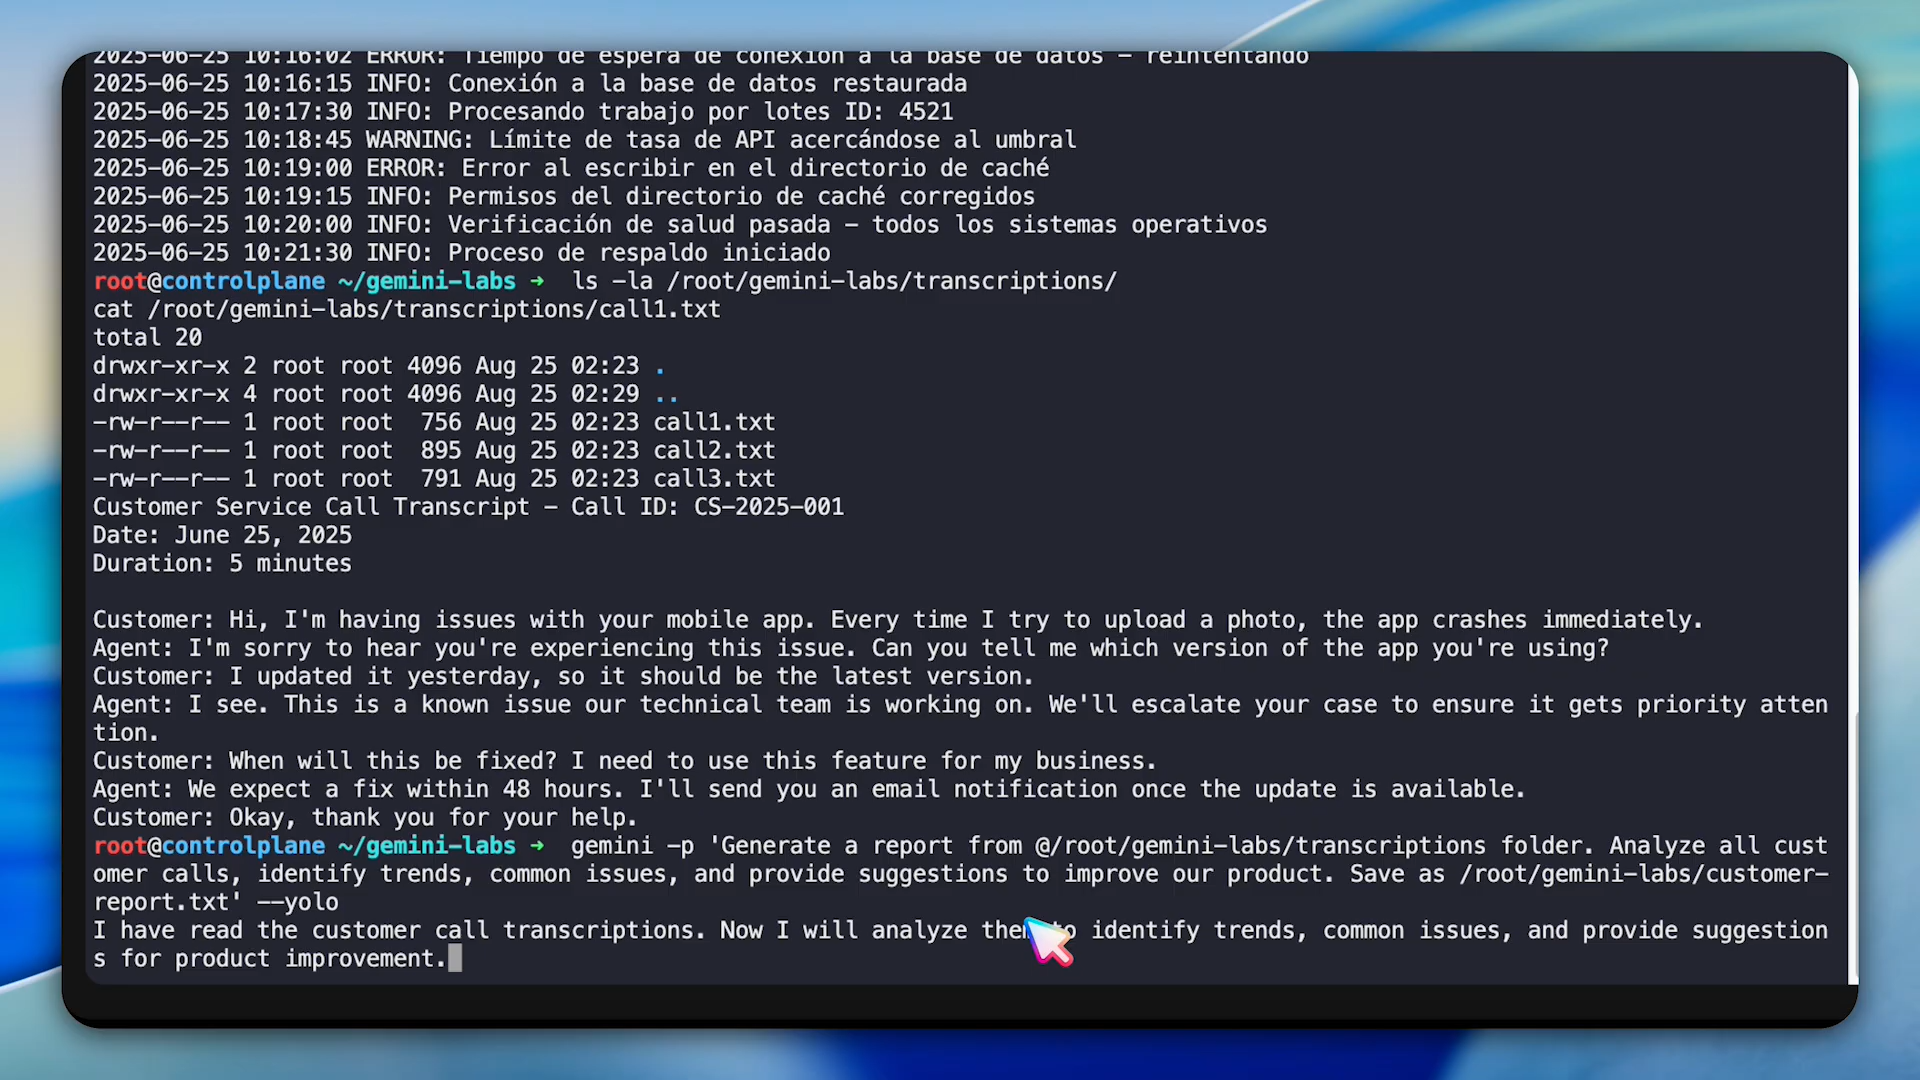 2025-06-25 10:16:02 ERROR: Tiempo de espera de conexión a la base de datos – reintentando
2025-06-25 10:16:15 INFO: Conexión a la base de datos restaurada
2025-06-25 10:17:30 INFO: Procesando trabajo por lotes ID: 4521
2025-06-25 10:18:45 WARNING: Límite de tasa de API acercándose al umbral
2025-06-25 10:19:00 ERROR: Error al escribir en el directorio de caché
2025-06-25 10:19:15 INFO: Permisos del directorio de caché corregidos
2025-06-25 10:20:00 INFO: Verificación de salud pasada – todos los sistemas operativos
2025-06-25 10:21:30 INFO: Proceso de respaldo iniciado
root@controlplane ~/gemini-labs ➜  ls -la /root/gemini-labs/transcriptions/
cat /root/gemini-labs/transcriptions/call1.txt
total 20
drwxr-xr-x 2 root root 4096 Aug 25 02:23 .
drwxr-xr-x 4 root root 4096 Aug 25 02:29 ..
-rw-r--r-- 1 root root  756 Aug 25 02:23 call1.txt
-rw-r--r-- 1 root root  895 Aug 25 02:23 call2.txt
-rw-r--r-- 1 root root  791 Aug 25 02:23 call3.txt
Customer Service Call Transcript – Call ID: CS-2025-001
Date: June 25, 2025
Duration: 5 minutes
Customer: Hi, I'm having issues with your mobile app. Every time I try to upload a photo, the app crashes immediately.
Agent: I'm sorry to hear you're experiencing this issue. Can you tell me which version of the app you're using?
Customer: I updated it yesterday, so it should be the latest version.
Agent: I see. This is a known issue our technical team is working on. We'll escalate your case to ensure it gets priority atten
tion.
Customer: When will this be fixed? I need to use this feature for my business.
Agent: We expect a fix within 48 hours. I'll send you an email notification once the update is available.
Customer: Okay, thank you for your help.
root@controlplane ~/gemini-labs ➜  gemini -p 'Generate a report from @/root/gemini-labs/transcriptions folder. Analyze all cust
omer calls, identify trends, common issues, and provide suggestions to improve our product. Save as /root/gemini-labs/customer-
report.txt' --yolo
I have read the customer call transcriptions. Now I will analyze them to identify trends, common issues, and provide suggestion
s for product improvement.